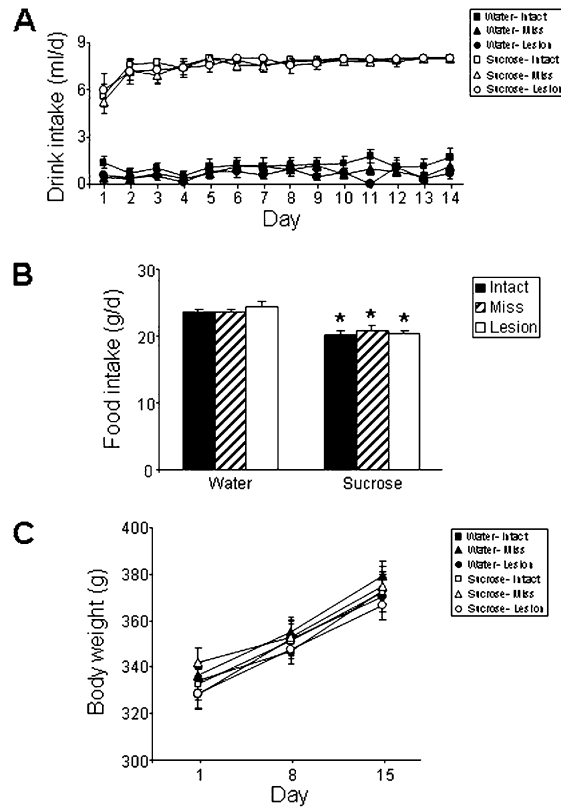 A
Drink intake (ml/d)
9
6
3
0
1 2 3 4 5 6 7 8 9 10 11 12 13 14
Day
Water- Intact
Water- Miss
Water- Lesion
Sucrose- Intact
Sucrose- Miss
Sucrose- Lesion
B
Food intake (g/d)
30
20
10
0
* * *
Water Sucrose
Intact
Miss
Lesion
C
Body weight (g)
400
380
360
340
320
300
1 8 15
Day
Water- Intact
Water- Miss
Water- Lesion
Sucrose- Intact
Sucrose- Miss
Sucrose- Lesion